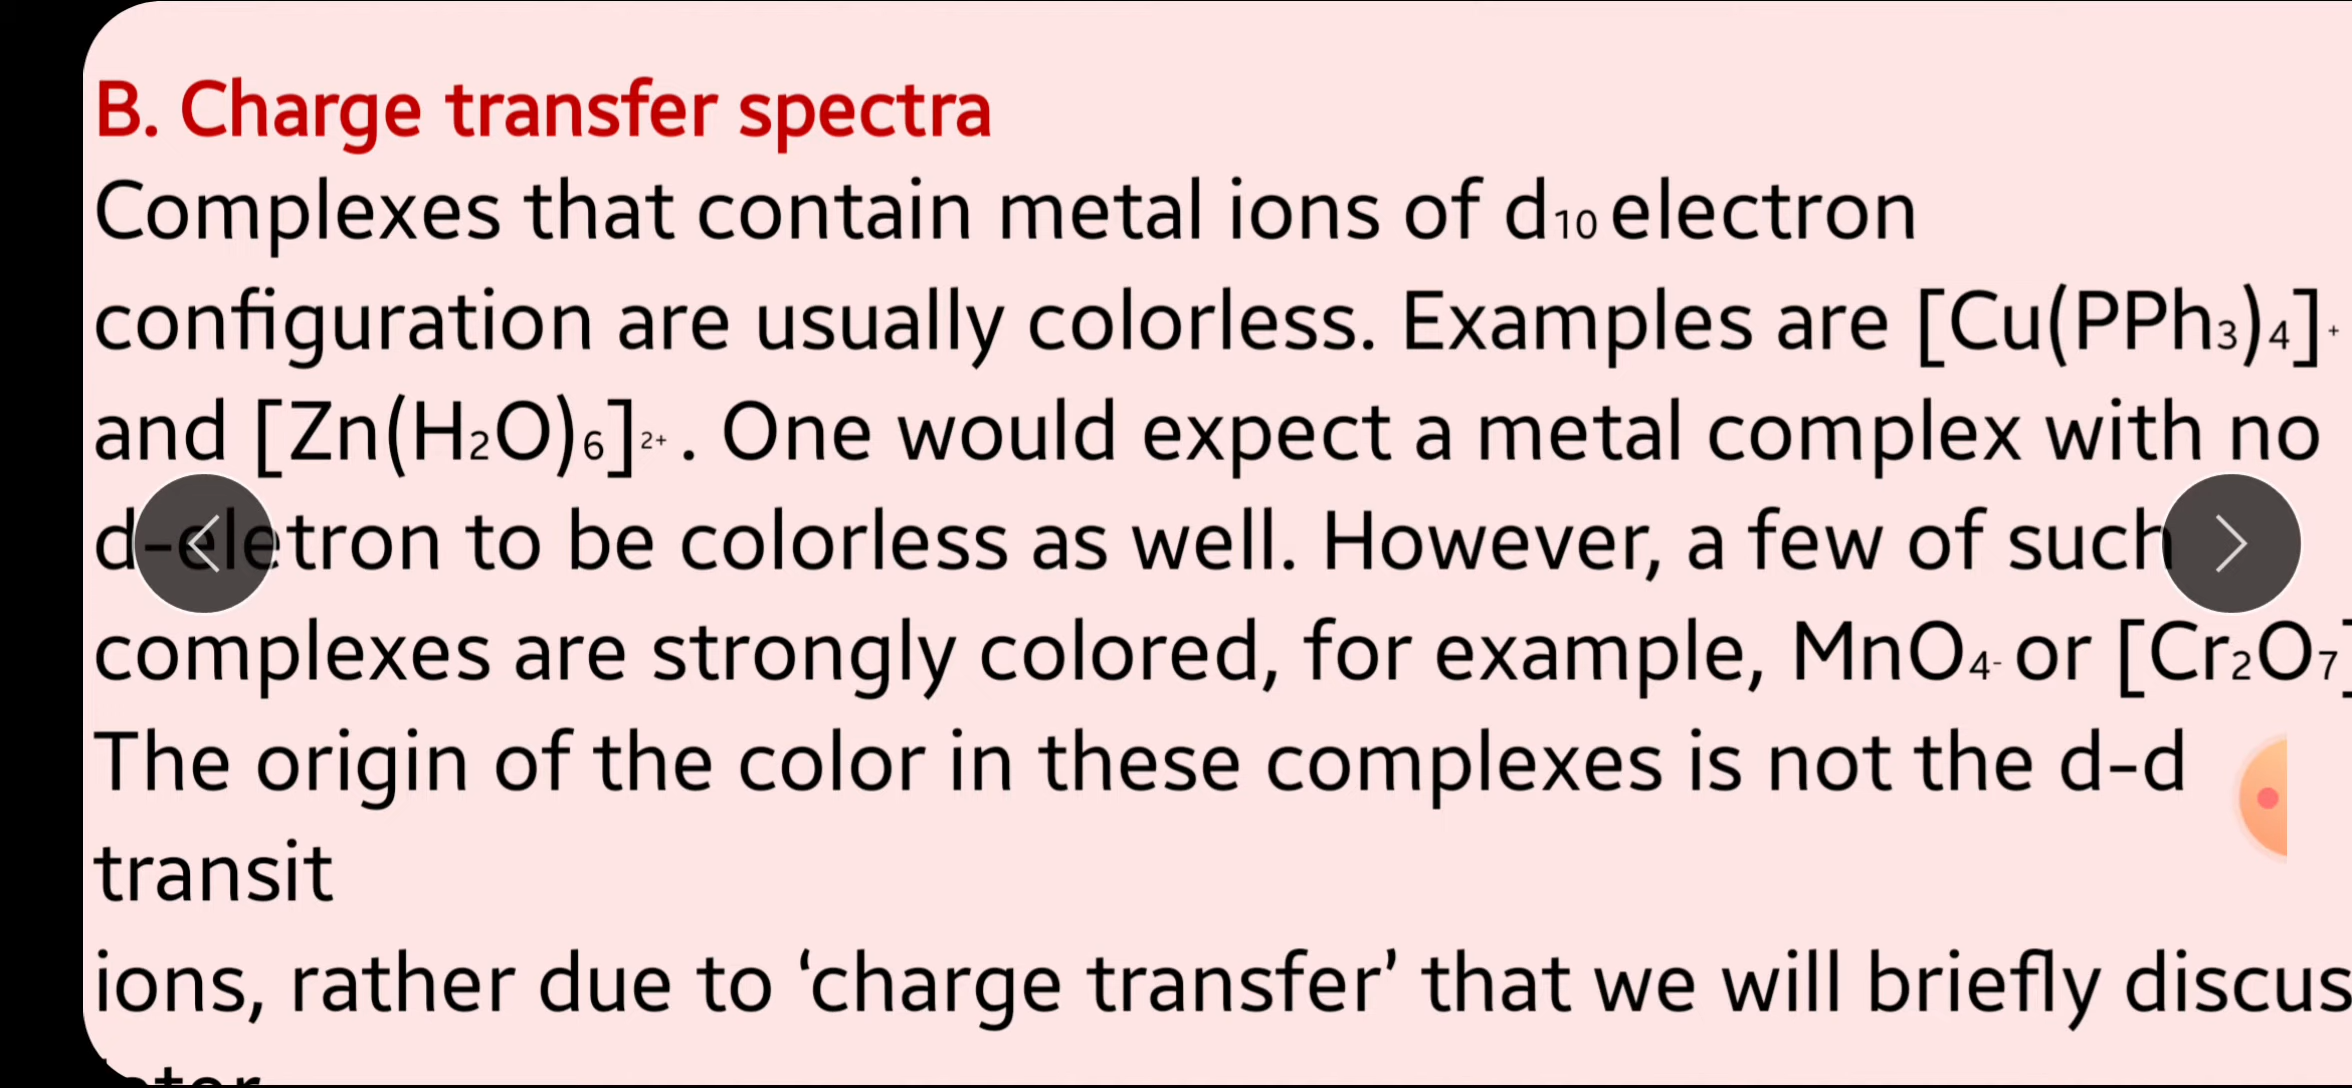 B. Charge transfer spectra
Complexes that contain metal ions of d₁₀ electron
configuration are usually colorless. Examples are [Cu(PPh₃)₄]⁺
and [Zn(H₂O)₆]²⁺. One would expect a metal complex with no
d-eletron to be colorless as well. However, a few of such
complexes are strongly colored, for example, MnO₄- or [Cr₂O₇]
The origin of the color in these complexes is not the d-d
transit
ions, rather due to ‘charge transfer’ that we will briefly discus